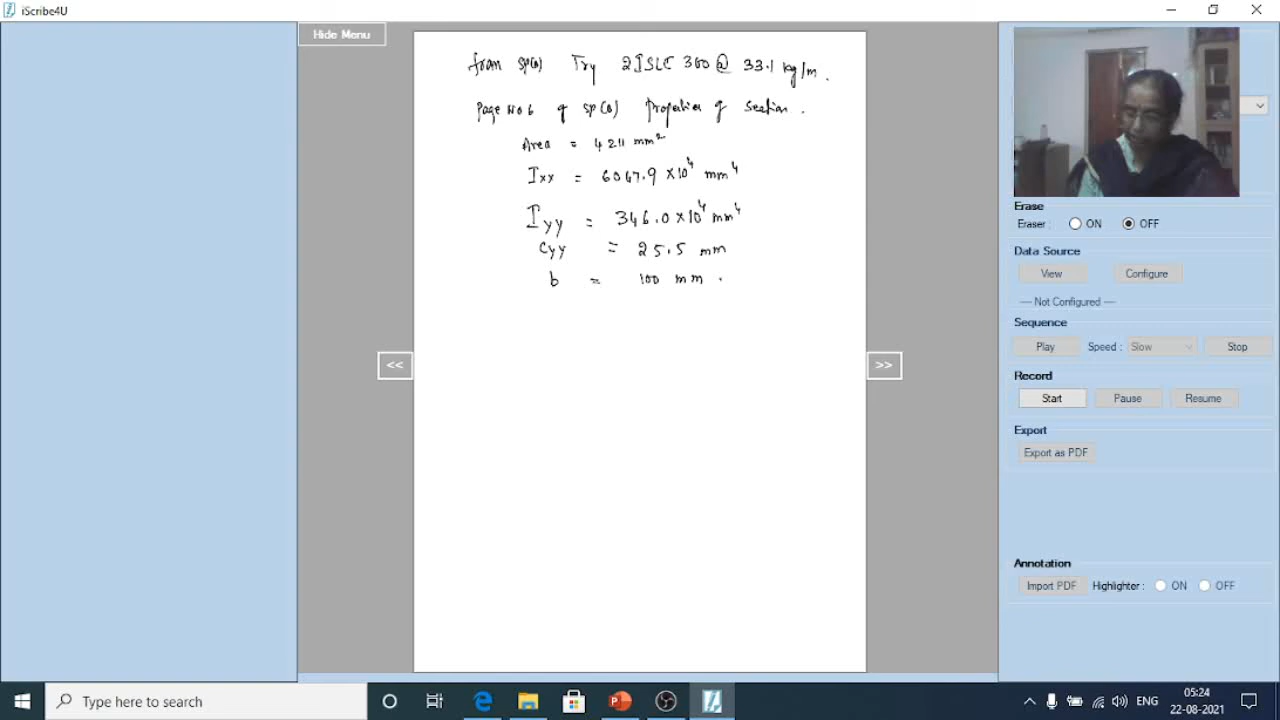 iScribe4U
Hide Menu
from SP(6) Try 2ISLC 300 @ 33.1 kg/m.
Page No 6 of SP(6) Properties of Section.
Area = 4211 mm²
Ixx = 6047.9 ×10⁴ mm⁴
Iyy = 346.0×10⁴ mm⁴
Cyy = 25.5 mm
b = 100 mm.
<<
>>
Erase
Eraser : ON OFF
Data Source
View Configure
--- Not Configured ---
Sequence
Play Speed : Slow Stop
Record
Start Pause Resume
Export
Export as PDF
Annotation
Import PDF Highlighter : ON OFF
Type here to search
ENG
05:24
22-08-2021